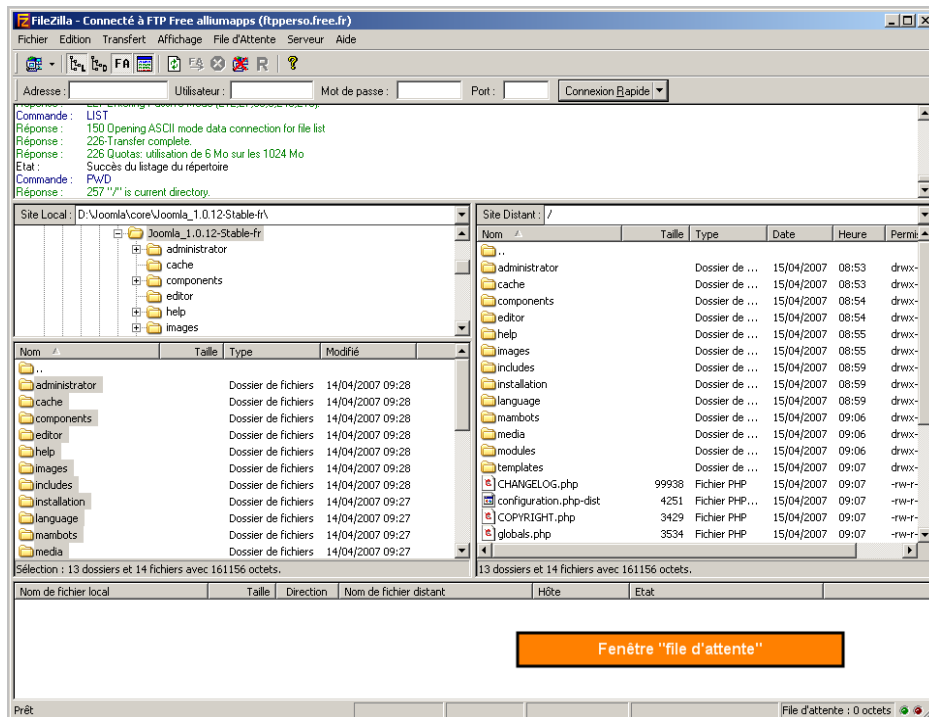 FileZilla - Connecté à FTP Free alliumapps (ftpperso.free.fr)
Fichier Edition Transfert Affichage File d'Attente Serveur Aide
Adresse : Utilisateur : Mot de passe : Port : Connexion Rapide
Commande : LIST
Réponse : 150 Opening ASCII mode data connection for file list
Réponse : 226-Transfer complete.
Réponse : 226 Quotas: utilisation de 6 Mo sur les 1024 Mo
Etat : Succès du listage du répertoire
Commande : PWD
Réponse : 257 "/" is current directory.
Site Local : D:\Joomla\core\Joomla_1.0.12-Stable-fr\
Joomla_1.0.12-Stable-fr
administrator
cache
components
editor
help
images
Nom Taille Type Modifié
..
administrator Dossier de fichiers 14/04/2007 09:28
cache Dossier de fichiers 14/04/2007 09:28
components Dossier de fichiers 14/04/2007 09:28
editor Dossier de fichiers 14/04/2007 09:28
help Dossier de fichiers 14/04/2007 09:28
images Dossier de fichiers 14/04/2007 09:28
includes Dossier de fichiers 14/04/2007 09:28
installation Dossier de fichiers 14/04/2007 09:27
language Dossier de fichiers 14/04/2007 09:27
mambots Dossier de fichiers 14/04/2007 09:27
media Dossier de fichiers 14/04/2007 09:27
Sélection : 13 dossiers et 14 fichiers avec 161156 octets.
Site Distant : /
Nom Taille Type Date Heure Permis
..
administrator Dossier de ... 15/04/2007 08:53 drwx-
cache Dossier de ... 15/04/2007 08:53 drwx-
components Dossier de ... 15/04/2007 08:54 drwx-
editor Dossier de ... 15/04/2007 08:54 drwx-
help Dossier de ... 15/04/2007 08:55 drwx-
images Dossier de ... 15/04/2007 08:55 drwx-
includes Dossier de ... 15/04/2007 08:59 drwx-
installation Dossier de ... 15/04/2007 08:59 drwx-
language Dossier de ... 15/04/2007 08:59 drwx-
mambots Dossier de ... 15/04/2007 09:06 drwx-
media Dossier de ... 15/04/2007 09:06 drwx-
modules Dossier de ... 15/04/2007 09:06 drwx-
templates Dossier de ... 15/04/2007 09:07 drwx-
CHANGELOG.php 99938 Fichier PHP 15/04/2007 09:07 -rw-r-
configuration.php-dist 4251 Fichier PHP... 15/04/2007 09:07 -rw-r-
COPYRIGHT.php 3429 Fichier PHP 15/04/2007 09:07 -rw-r-
globals.php 3534 Fichier PHP 15/04/2007 09:07 -rw-r-
13 dossiers et 14 fichiers avec 161156 octets.
Nom de fichier local Taille Direction Nom de fichier distant Hôte Etat
Fenêtre "file d'attente"
Prêt File d'attente : 0 octets